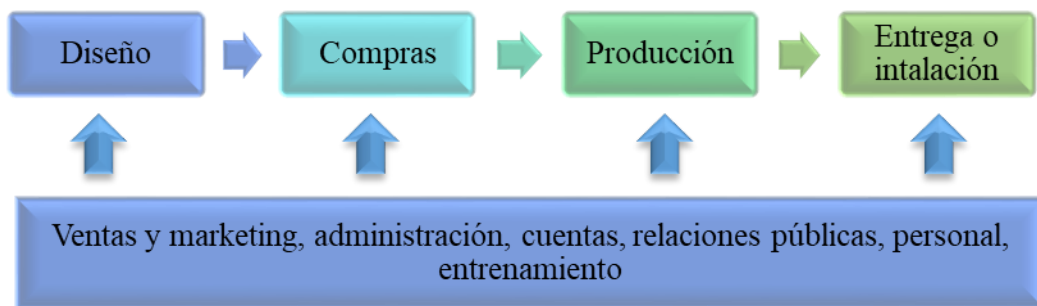 Diseño
Compras
Producción
Entrega o
intalación
Ventas y marketing, administración, cuentas, relaciones públicas, personal,
entrenamiento